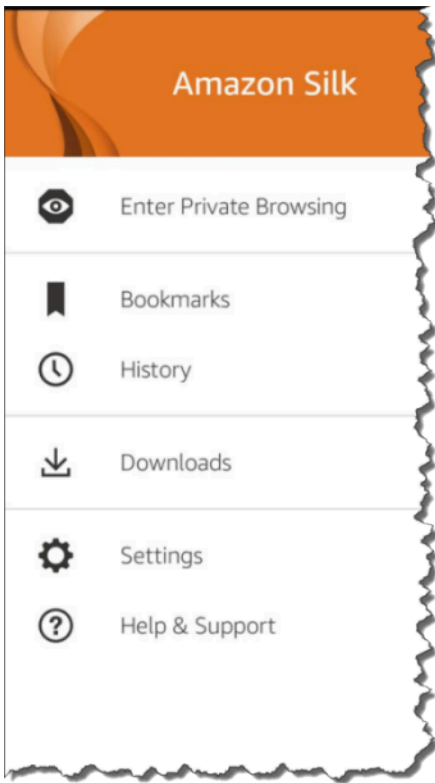 Amazon Silk
Enter Private Browsing
Bookmarks
History
Downloads
Settings
Help & Support